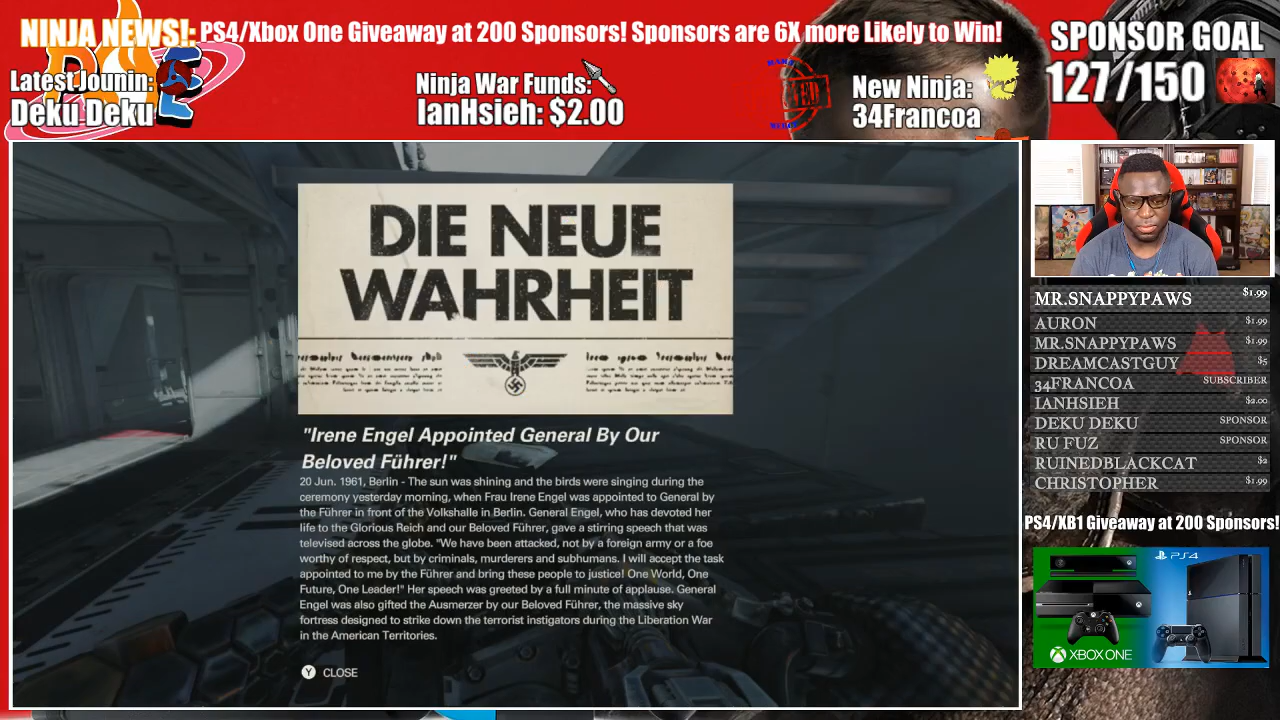 NINJA NEWS!: PS4/Xbox One Giveaway at 200 Sponsors! Sponsors are 6X more Likely to Win!
SPONSOR GOAL
127/150
Latest Jounin:
Deku Deku
Ninja War Funds:
IanHsieh: $2.00
New Ninja:
34Francoa
DIE NEUE
WAHRHEIT
"Irene Engel Appointed General By Our
Beloved Führer!"
20 Jun. 1961, Berlin - The sun was shining and the birds were singing during the
ceremony yesterday morning, when Frau Irene Engel was appointed to General by
the Führer in front of the Volkshalle in Berlin. General Engel, who has devoted her
life to the Glorious Reich and our Beloved Führer, gave a stirring speech that was
televised across the globe. "We have been attacked, not by a foreign army or a foe
worthy of respect, but by criminals, murderers and subhumans. I will accept the task
appointed to me by the Führer and bring these people to justice! One World, One
Future, One Leader!" Her speech was greeted by a full minute of applause. General
Engel was also gifted the Ausmerzer by our Beloved Führer, the massive sky
fortress designed to strike down the terrorist instigators during the Liberation War
in the American Territories.
Y CLOSE
MR.SNAPPYPAWS $1.99
AURON $1.99
MR.SNAPPYPAWS $1.99
DREAMCASTGUY $5
34FRANCOA SUBSCRIBER
IANHSIEH $2.00
DEKU DEKU SPONSOR
RU FUZ SPONSOR
RUINEDBLACKCAT $2
CHRISTOPHER $1.99
PS4/XB1 Giveaway at 200 Sponsors!
PS4
XBOX ONE